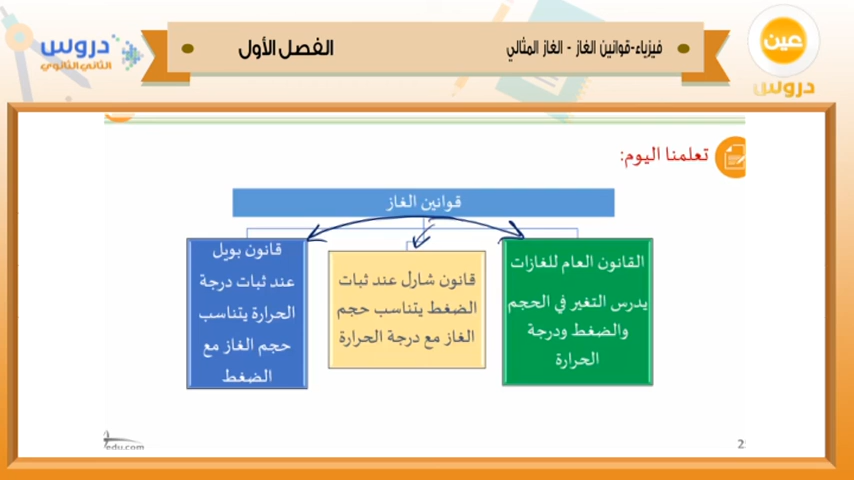 عين
دروس
فيزياء-قوانين الغاز - الغاز المثالي
الفصل الأول
دروس
الثاني الثانوي
تعلمنا اليوم:
قوانين الغاز
القانون العام للغازات
يدرس التغير في الحجم
والضغط ودرجة
الحرارة
قانون شارل عند ثبات
الضغط يتناسب حجم
الغاز مع درجة الحرارة
قانون بويل
عند ثبات درجة
الحرارة يتناسب
حجم الغاز مع
الضغط
edu.com